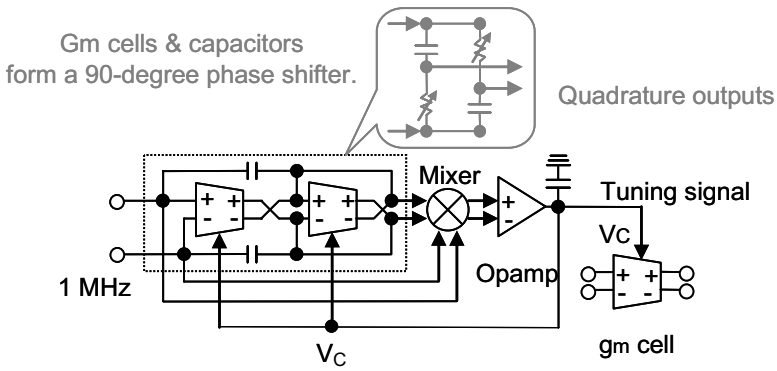 Gm cells & capacitors
form a 90-degree phase shifter.
Quadrature outputs
Mixer
Tuning signal
+ + + + + +
- - - - - -
VC
Opamp
+ +
- -
1 MHz
gm cell
VC